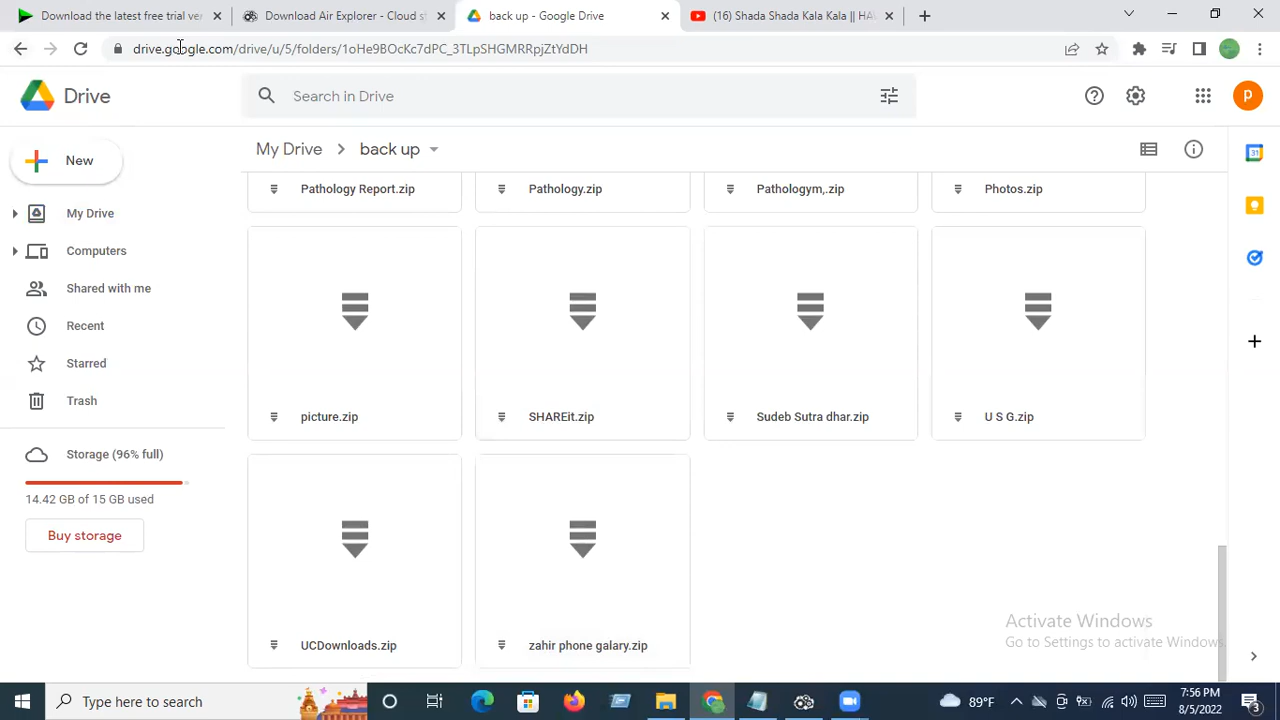 Download the latest free trial ver
Download Air Explorer - Cloud st
back up - Google Drive
(16) Shada Shada Kala Kala || HA
drive.google.com/drive/u/5/folders/1oHe9BOcKc7dPC_3TLpSHGMRRpjZtYdDH
Drive
Search in Drive
p
New
My Drive
back up
My Drive
Computers
Shared with me
Recent
Starred
Trash
Storage (96% full)
14.42 GB of 15 GB used
Buy storage
Pathology Report.zip
Pathology.zip
Pathologym,.zip
Photos.zip
picture.zip
SHAREit.zip
Sudeb Sutra dhar.zip
U S G.zip
UCDownloads.zip
zahir phone galary.zip
31
Activate Windows
Go to Settings to activate Windows.
Type here to search
89°F
7:56 PM
8/5/2022
3